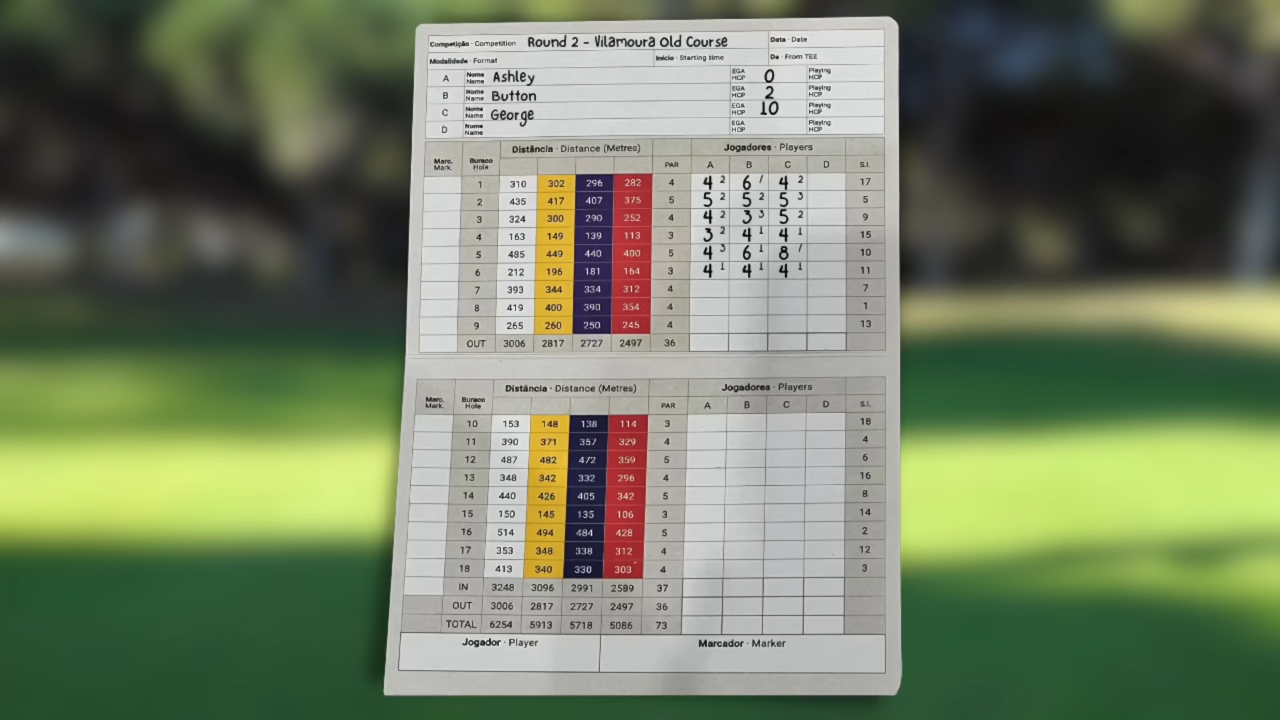 Competição · Competition Round 2 - Vilamoura Old Course Data · Date
Modalidade · Format Início · Starting time De · From TEE
A Nome Name Ashley EGA HCP 0 Playing HCP
B Nome Name Button EGA HCP 2 Playing HCP
C Nome Name George EGA HCP 10 Playing HCP
D Nome Name EGA HCP Playing HCP
Marc. Mark. Buraco Hole Distância · Distance (Metres) PAR Jogadores · Players S.I.
A B C D
1 310 302 296 282 4 4 2 6 / 4 2 17
2 435 417 407 375 5 5 2 5 2 5 3 5
3 324 300 290 252 4 4 2 3 3 5 2 9
4 163 149 139 113 3 3 2 4 1 4 1 15
5 485 449 440 400 5 4 3 6 1 8 / 10
6 212 196 181 164 3 4 1 4 1 4 1 11
7 393 344 334 312 4 7
8 419 400 390 354 4 1
9 265 260 250 245 4 13
OUT 3006 2817 2727 2497 36
Marc. Mark. Buraco Hole Distância · Distance (Metres) PAR Jogadores · Players S.I.
A B C D
10 153 148 138 114 3 18
11 390 371 357 329 4 4
12 487 482 472 359 5 6
13 348 342 332 296 4 16
14 440 426 405 342 5 8
15 150 145 135 106 3 14
16 514 494 484 428 5 2
17 353 348 338 312 4 12
18 413 340 330 303 4 3
IN 3248 3096 2991 2589 37
OUT 3006 2817 2727 2497 36
TOTAL 6254 5913 5718 5086 73
Jogador · Player Marcador · Marker